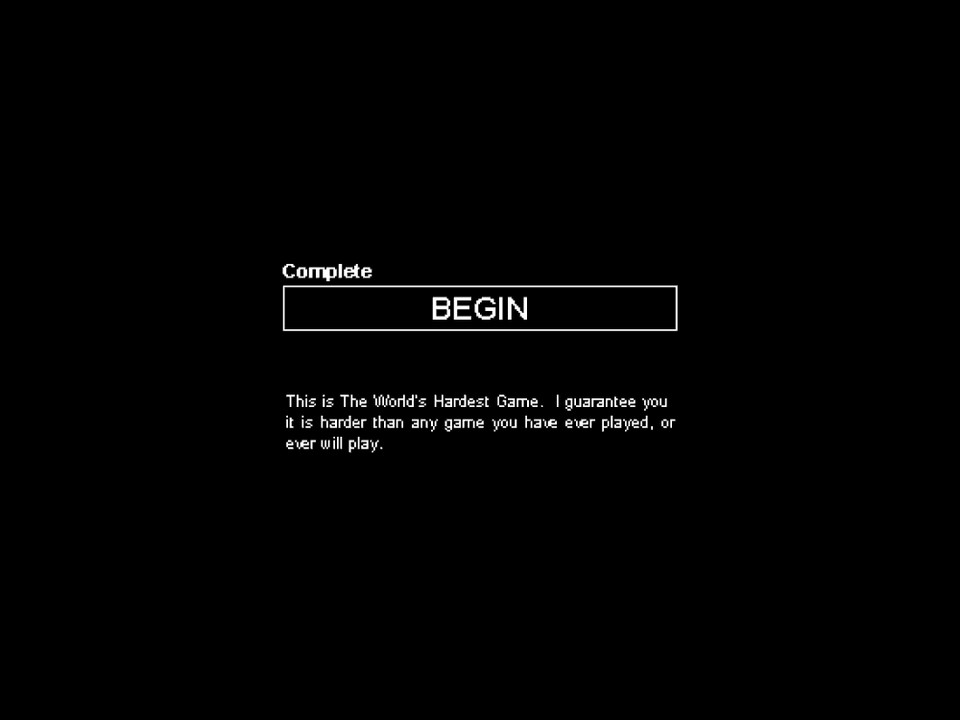 Complete
BEGIN
This is The World's Hardest Game.  I guarantee you
it is harder than any game you have ever played, or
ever will play.